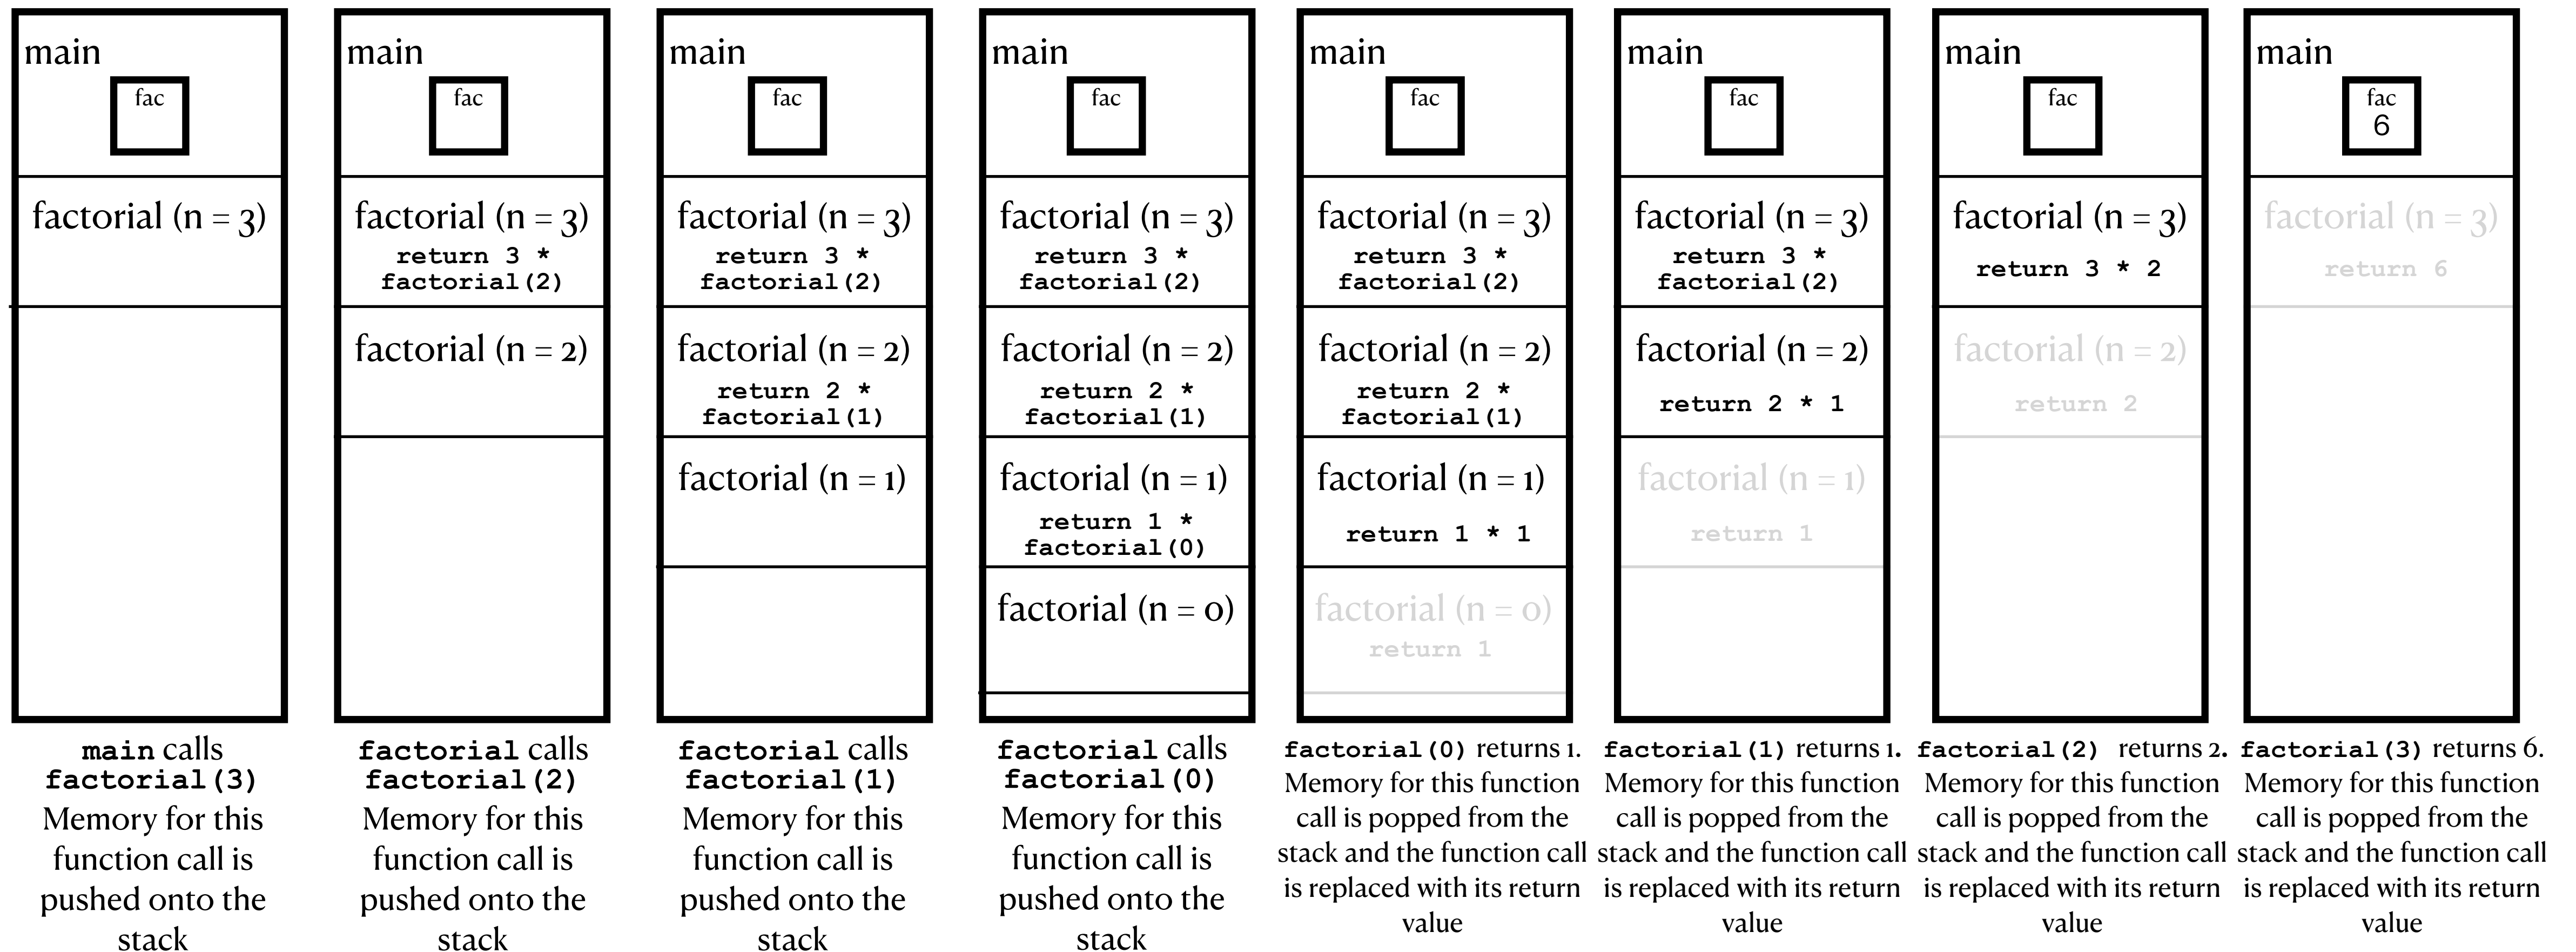 main
fac
factorial (n = 3)
main calls
factorial(3)
Memory for this
function call is
pushed onto the
stack
main
fac
factorial (n = 3)
return 3 *
factorial(2)
factorial (n = 2)
factorial calls
factorial(2)
Memory for this
function call is
pushed onto the
stack
main
fac
factorial (n = 3)
return 3 *
factorial(2)
factorial (n = 2)
return 2 *
factorial(1)
factorial (n = 1)
factorial calls
factorial(1)
Memory for this
function call is
pushed onto the
stack
main
fac
factorial (n = 3)
return 3 *
factorial(2)
factorial (n = 2)
return 2 *
factorial(1)
factorial (n = 1)
return 1 *
factorial(0)
factorial (n = 0)
factorial calls
factorial(0)
Memory for this
function call is
pushed onto the
stack
main
fac
factorial (n = 3)
return 3 *
factorial(2)
factorial (n = 2)
return 2 *
factorial(1)
factorial (n = 1)
return 1 * 1
factorial (n = 0)
return 1
factorial(0) returns 1.
Memory for this function
call is popped from the
stack and the function call
is replaced with its return
value
main
fac
factorial (n = 3)
return 3 *
factorial(2)
factorial (n = 2)
return 2 * 1
factorial (n = 1)
return 1
factorial(1) returns 1.
Memory for this function
call is popped from the
stack and the function call
is replaced with its return
value
main
fac
factorial (n = 3)
return 3 * 2
factorial (n = 2)
return 2
factorial(2) returns 2.
Memory for this function
call is popped from the
stack and the function call
is replaced with its return
value
main
fac
6
factorial (n = 3)
return 6
factorial(3) returns 6.
Memory for this function
call is popped from the
stack and the function call
is replaced with its return
value